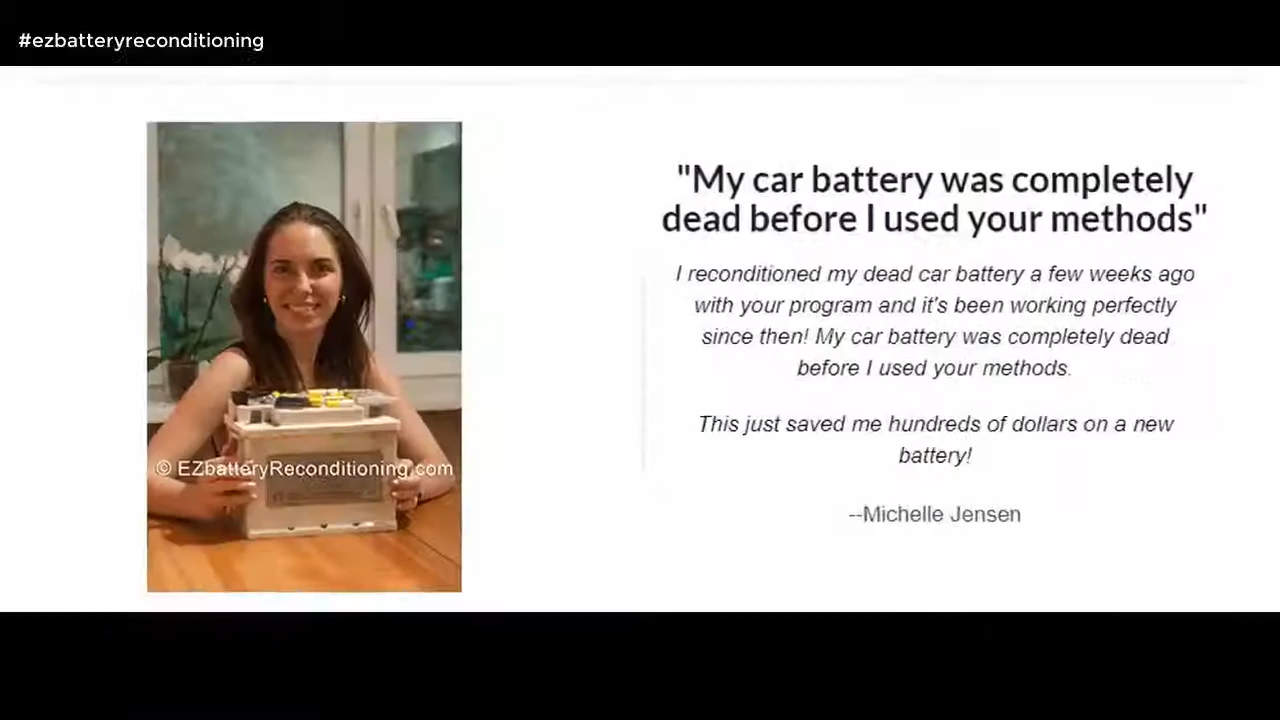 #ezbatteryreconditioning
"My car battery was completely
dead before I used your methods"
I reconditioned my dead car battery a few weeks ago
with your program and it's been working perfectly
since then! My car battery was completely dead
before I used your methods.
This just saved me hundreds of dollars on a new
battery!
--Michelle Jensen
© EZbatteryReconditioning.com